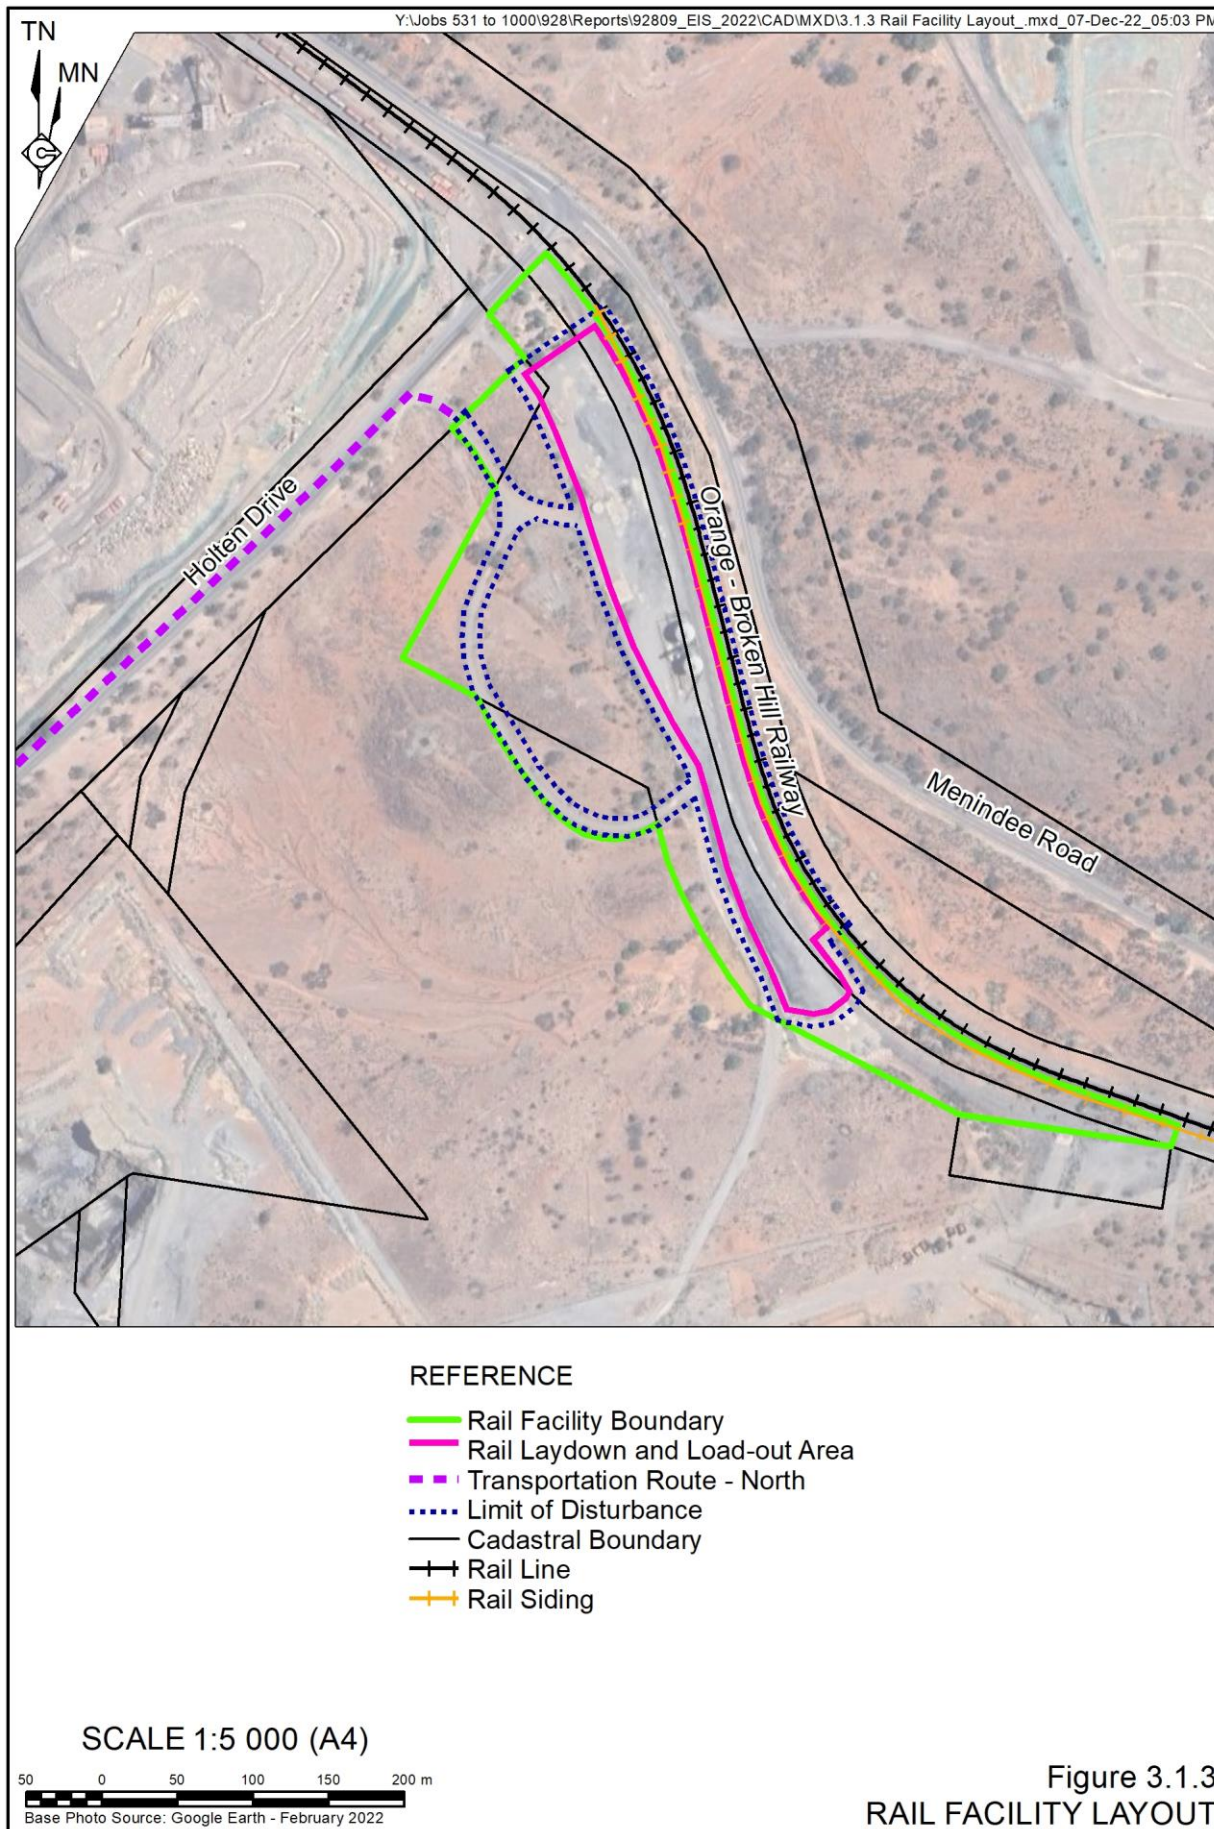 Y:\Jobs 531 to 1000\928\Reports\92809_EIS_2022\CAD\MXD\3.1.3 Rail Facility Layout_.mxd_07-Dec-22_05:03 PM
TN
MN
Holten Drive
Orange - Broken Hill Railway
Menindee Road
REFERENCE
Rail Facility Boundary
Rail Laydown and Load-out Area
Transportation Route - North
Limit of Disturbance
Cadastral Boundary
Rail Line
Rail Siding
SCALE 1:5 000 (A4)
50 0 50 100 150 200 m
Base Photo Source: Google Earth - February 2022
Figure 3.1.3
RAIL FACILITY LAYOUT